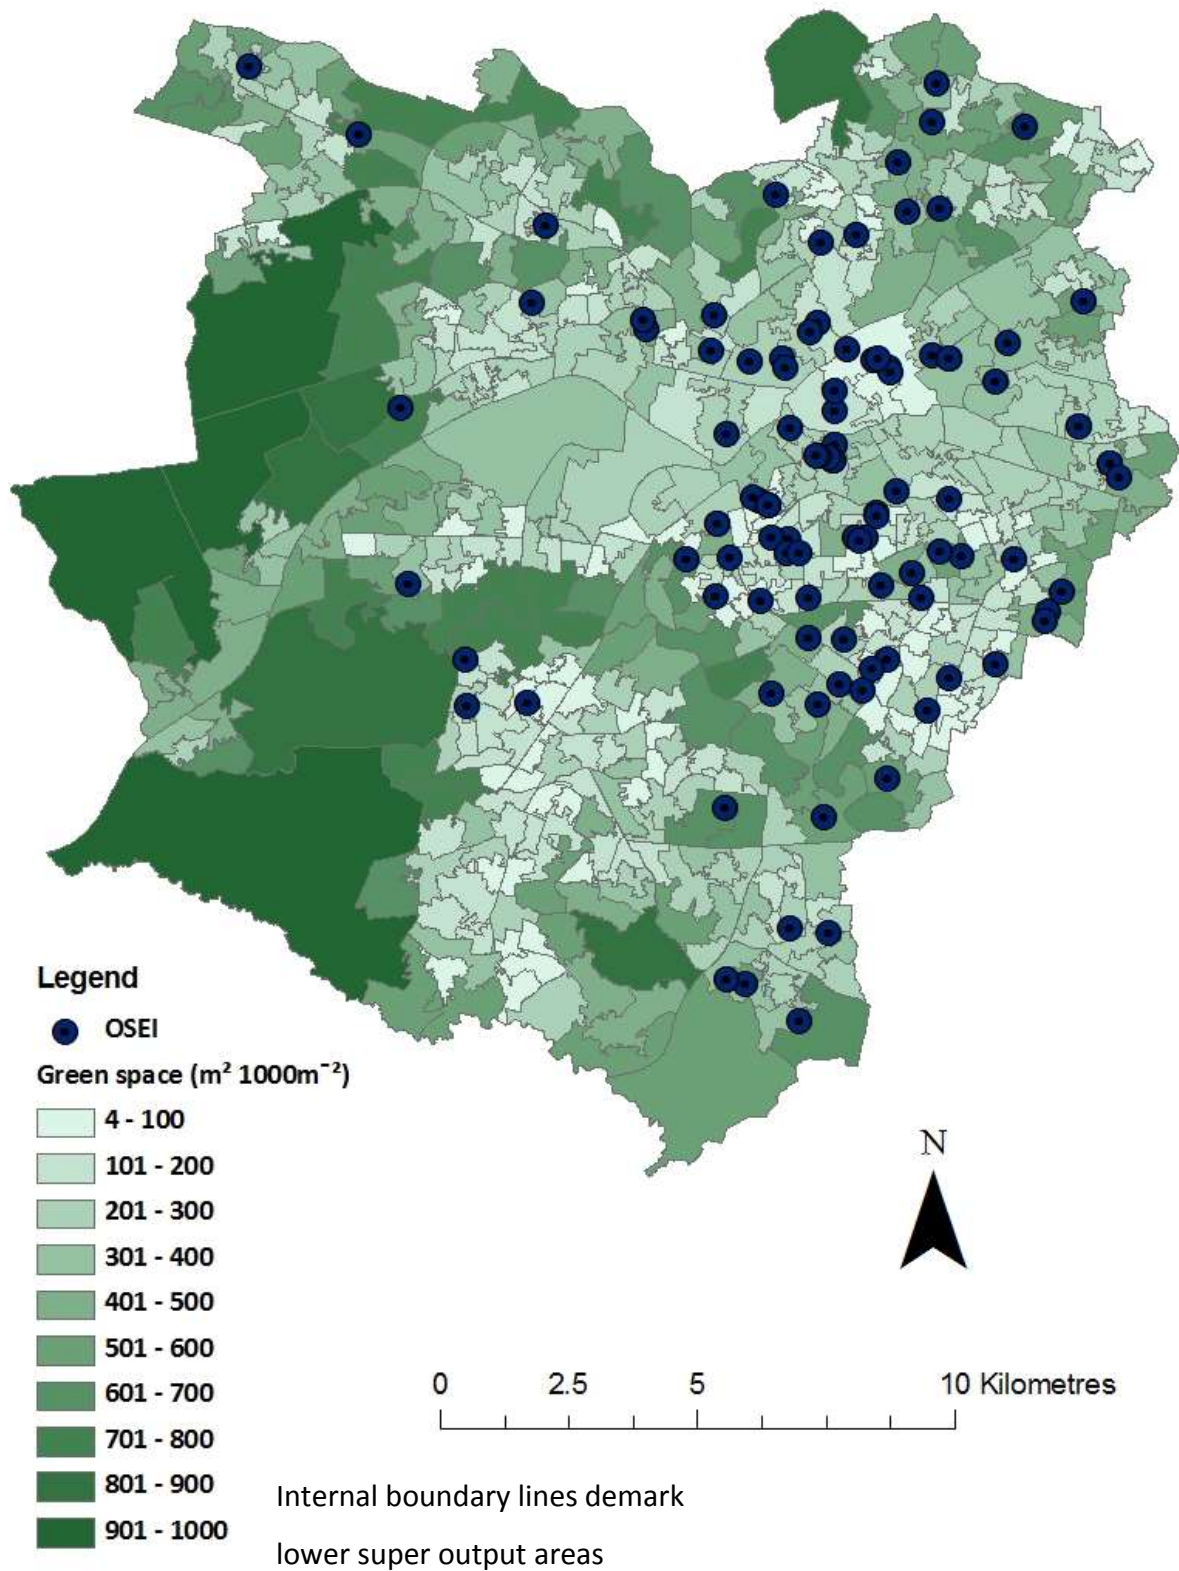 Legend
OSEI
Green space (m² 1000m⁻²)
4 - 100
101 - 200
201 - 300
301 - 400
401 - 500
501 - 600
601 - 700
701 - 800
801 - 900
901 - 1000
N
0 2.5 5 10 Kilometres
Internal boundary lines demark
lower super output areas